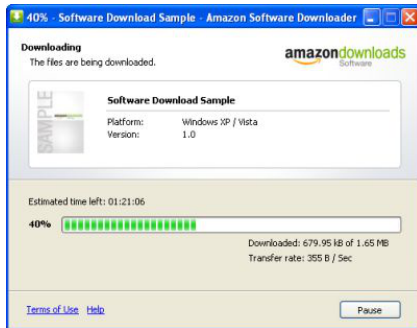 40% - Software Download Sample - Amazon Software Downloader
Downloading
The files are being downloaded.
amazondownloads
Software
SAMPLE
Software Download Sample
Platform: Windows XP / Vista
Version: 1.0
Estimated time left: 01:21:06
40%
Downloaded: 679.95 kB of 1.65 MB
Transfer rate: 355 B / Sec
Terms of Use Help
Pause